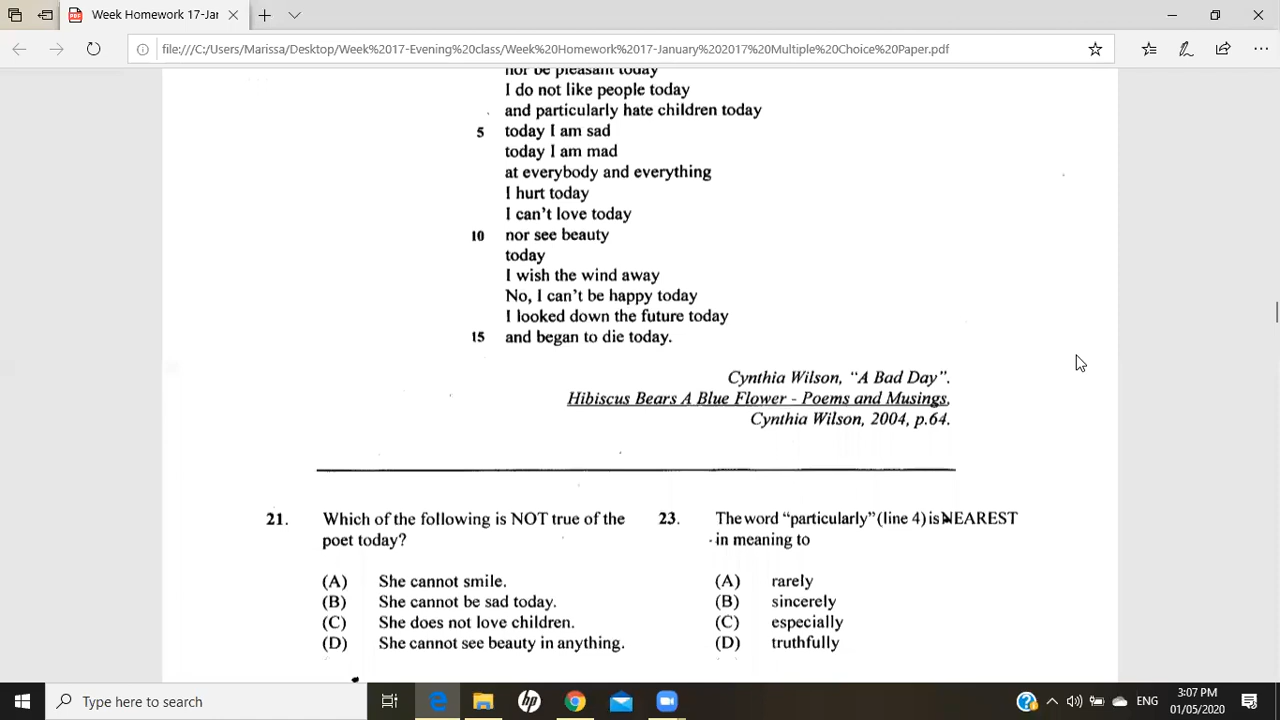 Week Homework 17-Jar
file:///C:/Users/Marissa/Desktop/Week%2017-Evening%20class/Week%20Homework%2017-January%202017%20Multiple%20Choice%20Paper.pdf
nor be pleasant today
I do not like people today
and particularly hate children today
5 today I am sad
today I am mad
at everybody and everything
I hurt today
I can't love today
10 nor see beauty
today
I wish the wind away
No, I can't be happy today
I looked down the future today
15 and began to die today.
Cynthia Wilson, "A Bad Day".
Hibiscus Bears A Blue Flower - Poems and Musings,
Cynthia Wilson, 2004, p.64.
21. Which of the following is NOT true of the
poet today?
(A) She cannot smile.
(B) She cannot be sad today.
(C) She does not love children.
(D) She cannot see beauty in anything.
23. The word "particularly" (line 4) is NEAREST
in meaning to
(A) rarely
(B) sincerely
(C) especially
(D) truthfully
Type here to search
hp
ENG
3:07 PM
01/05/2020